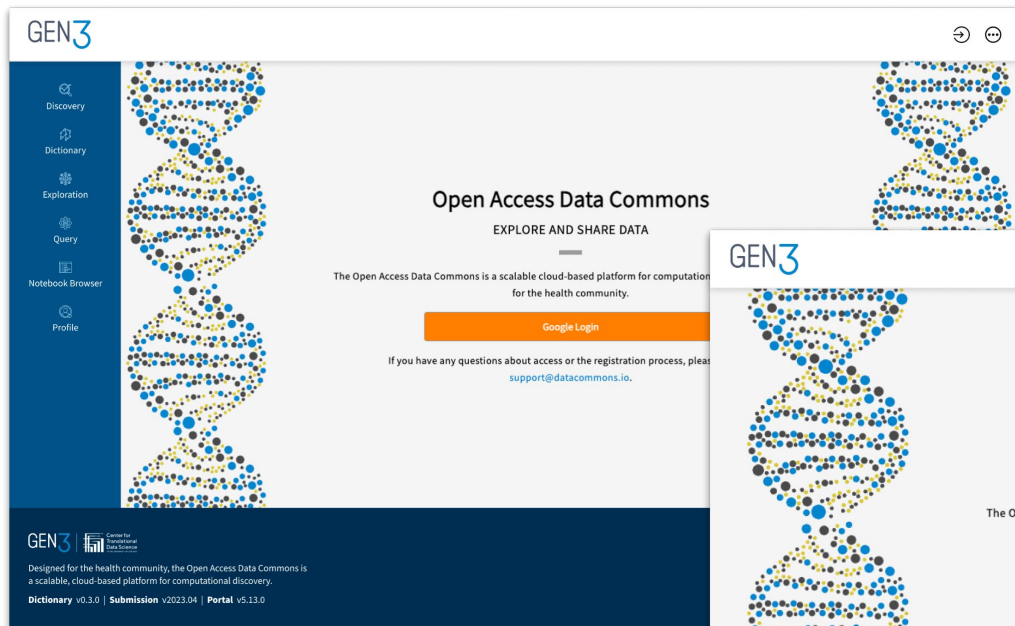 GEN3
Discovery
Dictionary
Exploration
Query
Notebook Browser
Profile
Open Access Data Commons
EXPLORE AND SHARE DATA
The Open Access Data Commons is a scalable cloud-based platform for computation
for the health community.
Google Login
If you have any questions about access or the registration process, pleas
support@datacommons.io.
GEN3
The O
GEN3 | Center for
Translational
Data Science
Designed for the health community, the Open Access Data Commons is
a scalable, cloud-based platform for computational discovery.
Dictionary v0.3.0 | Submission v2023.04 | Portal v5.13.0